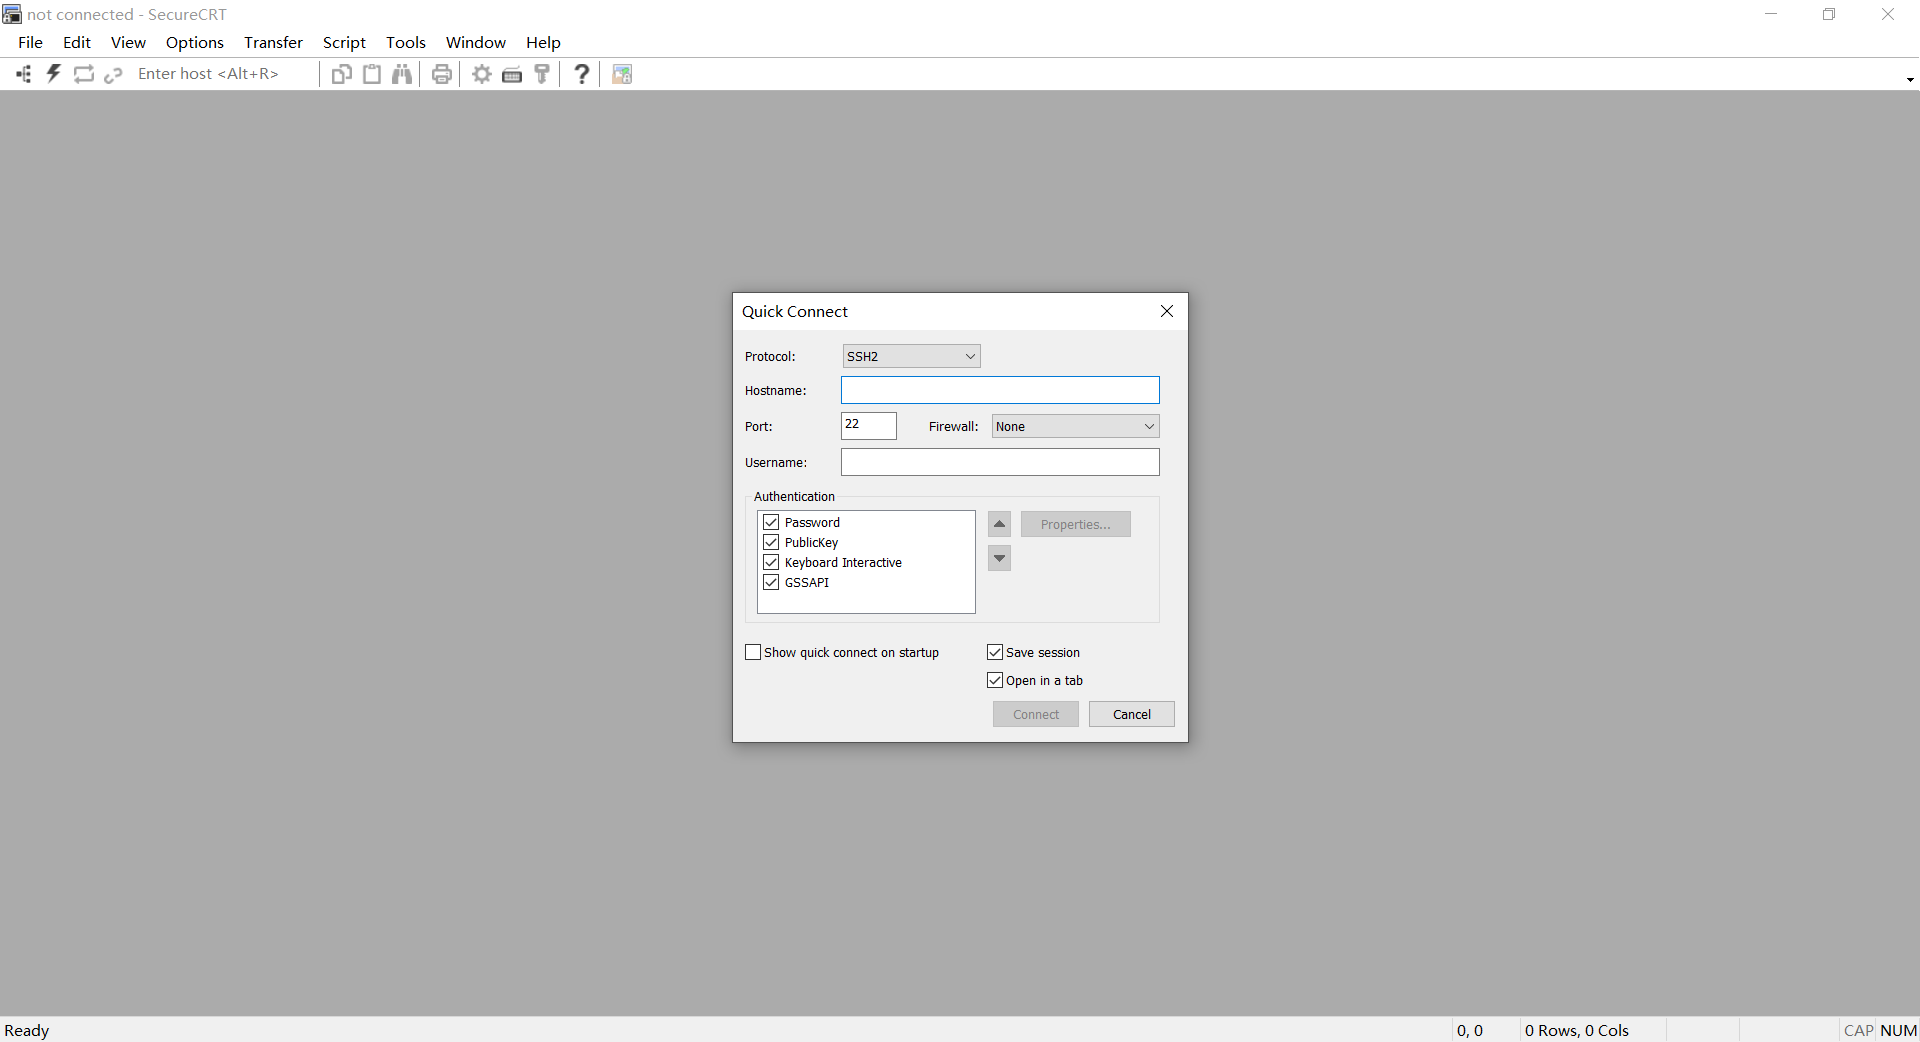 not connected - SecureCRT
File Edit View Options Transfer Script Tools Window Help
Enter host <Alt+R>
Quick Connect
Protocol: SSH2
Hostname:
Port: 22 Firewall: None
Username:
Authentication
Password
PublicKey
Keyboard Interactive
GSSAPI
Properties...
Show quick connect on startup Save session
Open in a tab
Connect Cancel
Ready 0, 0 0 Rows, 0 Cols CAP NUM